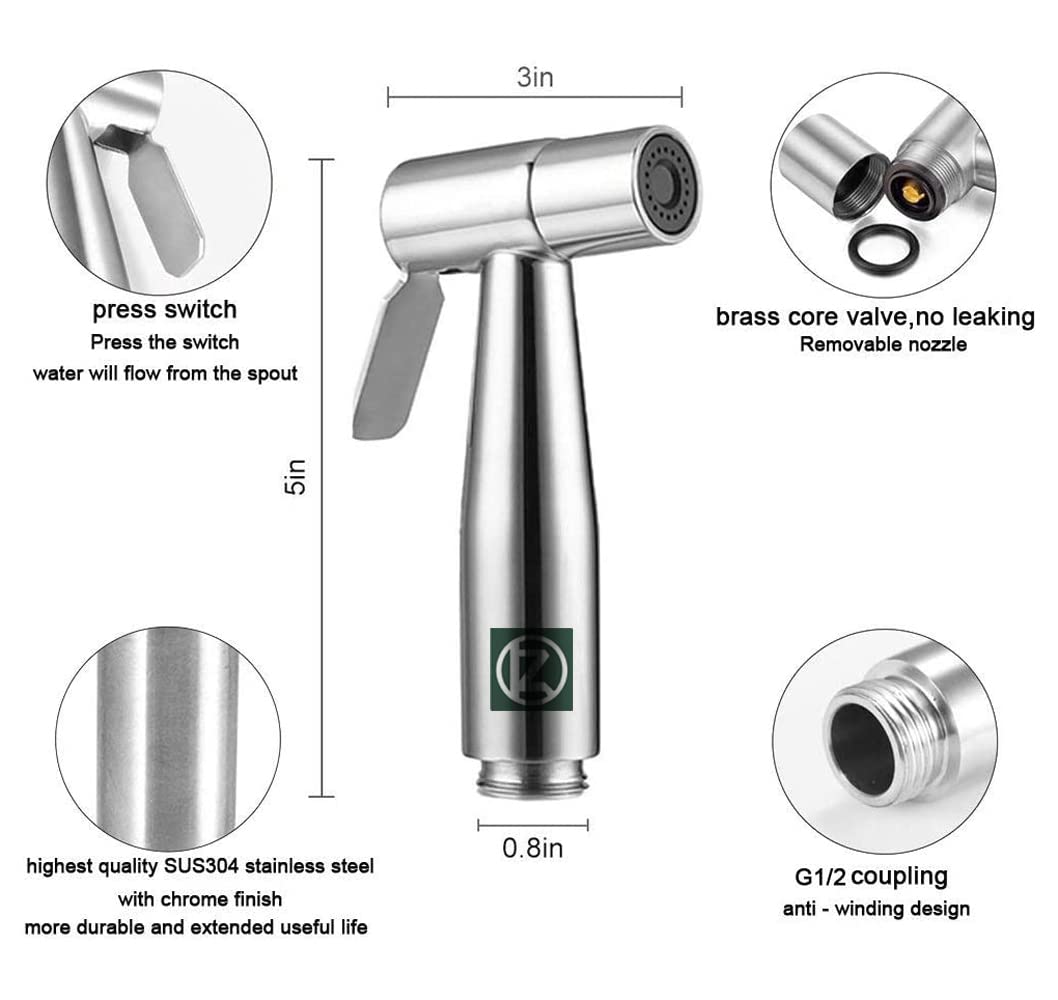 3in
press switch
Press the switch
water will flow from the spout
brass core valve,no leaking
Removable nozzle
5in
0.8in
highest quality SUS304 stainless steel
with chrome finish
more durable and extended useful life
G1/2 coupling
anti - winding design